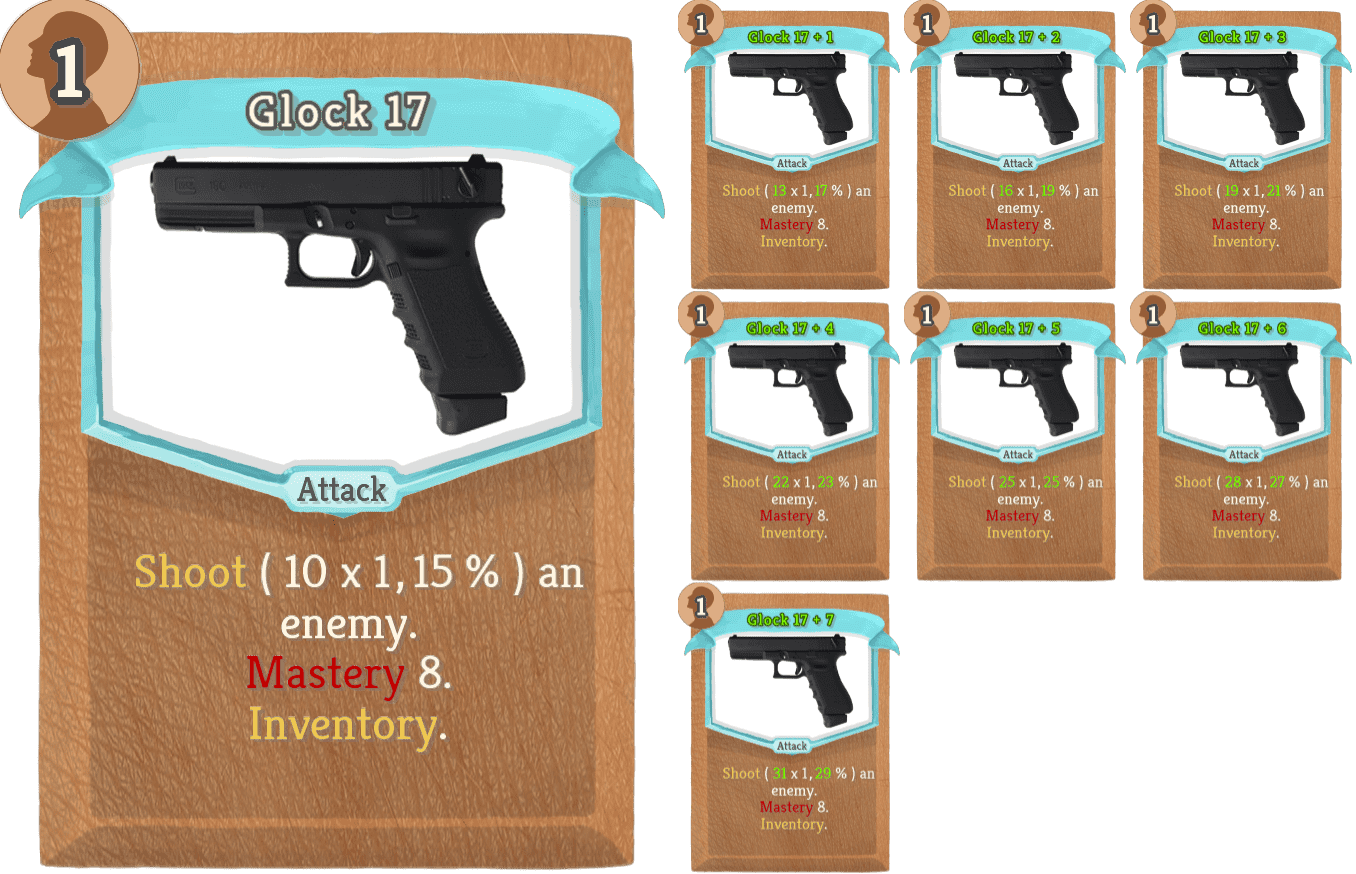 1
Glock 17
Attack
Shoot ( 10 x 1, 15 % ) an
enemy.
Mastery 8.
Inventory.
1
Glock 17 + 1
Attack
Shoot ( 13 x 1, 17 % ) an
enemy.
Mastery 8.
Inventory.
1
Glock 17 + 2
Attack
Shoot ( 16 x 1, 19 % ) an
enemy.
Mastery 8.
Inventory.
1
Glock 17 + 3
Attack
Shoot ( 19 x 1, 21 % ) an
enemy.
Mastery 8.
Inventory.
1
Glock 17 + 4
Attack
Shoot ( 22 x 1, 23 % ) an
enemy.
Mastery 8.
Inventory.
1
Glock 17 + 5
Attack
Shoot ( 25 x 1, 25 % ) an
enemy.
Mastery 8.
Inventory.
1
Glock 17 + 6
Attack
Shoot ( 28 x 1, 27 % ) an
enemy.
Mastery 8.
Inventory.
1
Glock 17 + 7
Attack
Shoot ( 31 x 1, 29 % ) an
enemy.
Mastery 8.
Inventory.